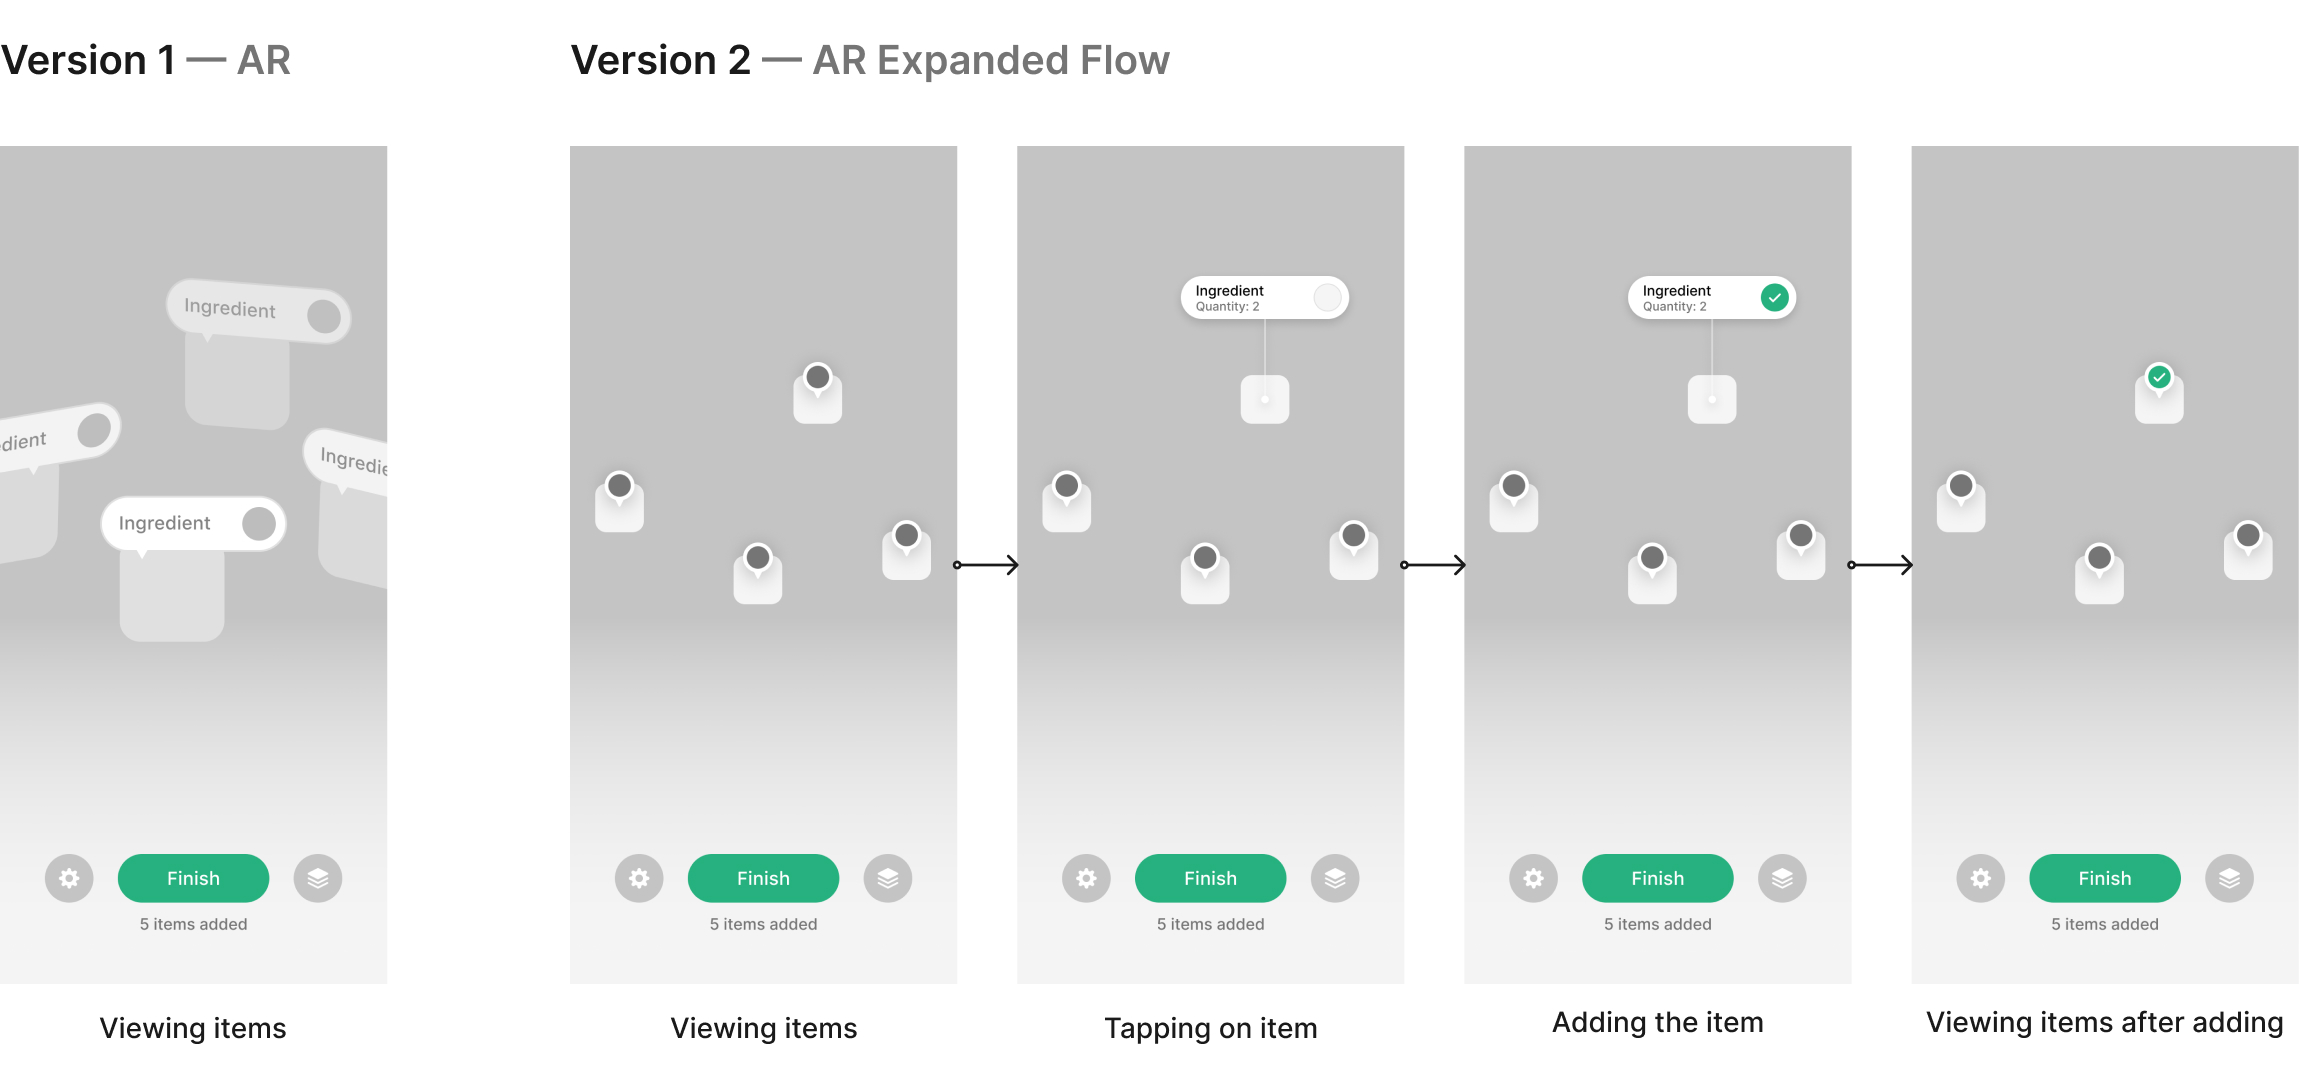 Version 1 — AR
Version 2 — AR Expanded Flow
Ingredient
edient
Ingredie
Ingredient
Finish
5 items added
Viewing items
Finish
5 items added
Viewing items
Ingredient
Quantity: 2
Finish
5 items added
Tapping on item
Ingredient
Quantity: 2
Finish
5 items added
Adding the item
Finish
5 items added
Viewing items after adding